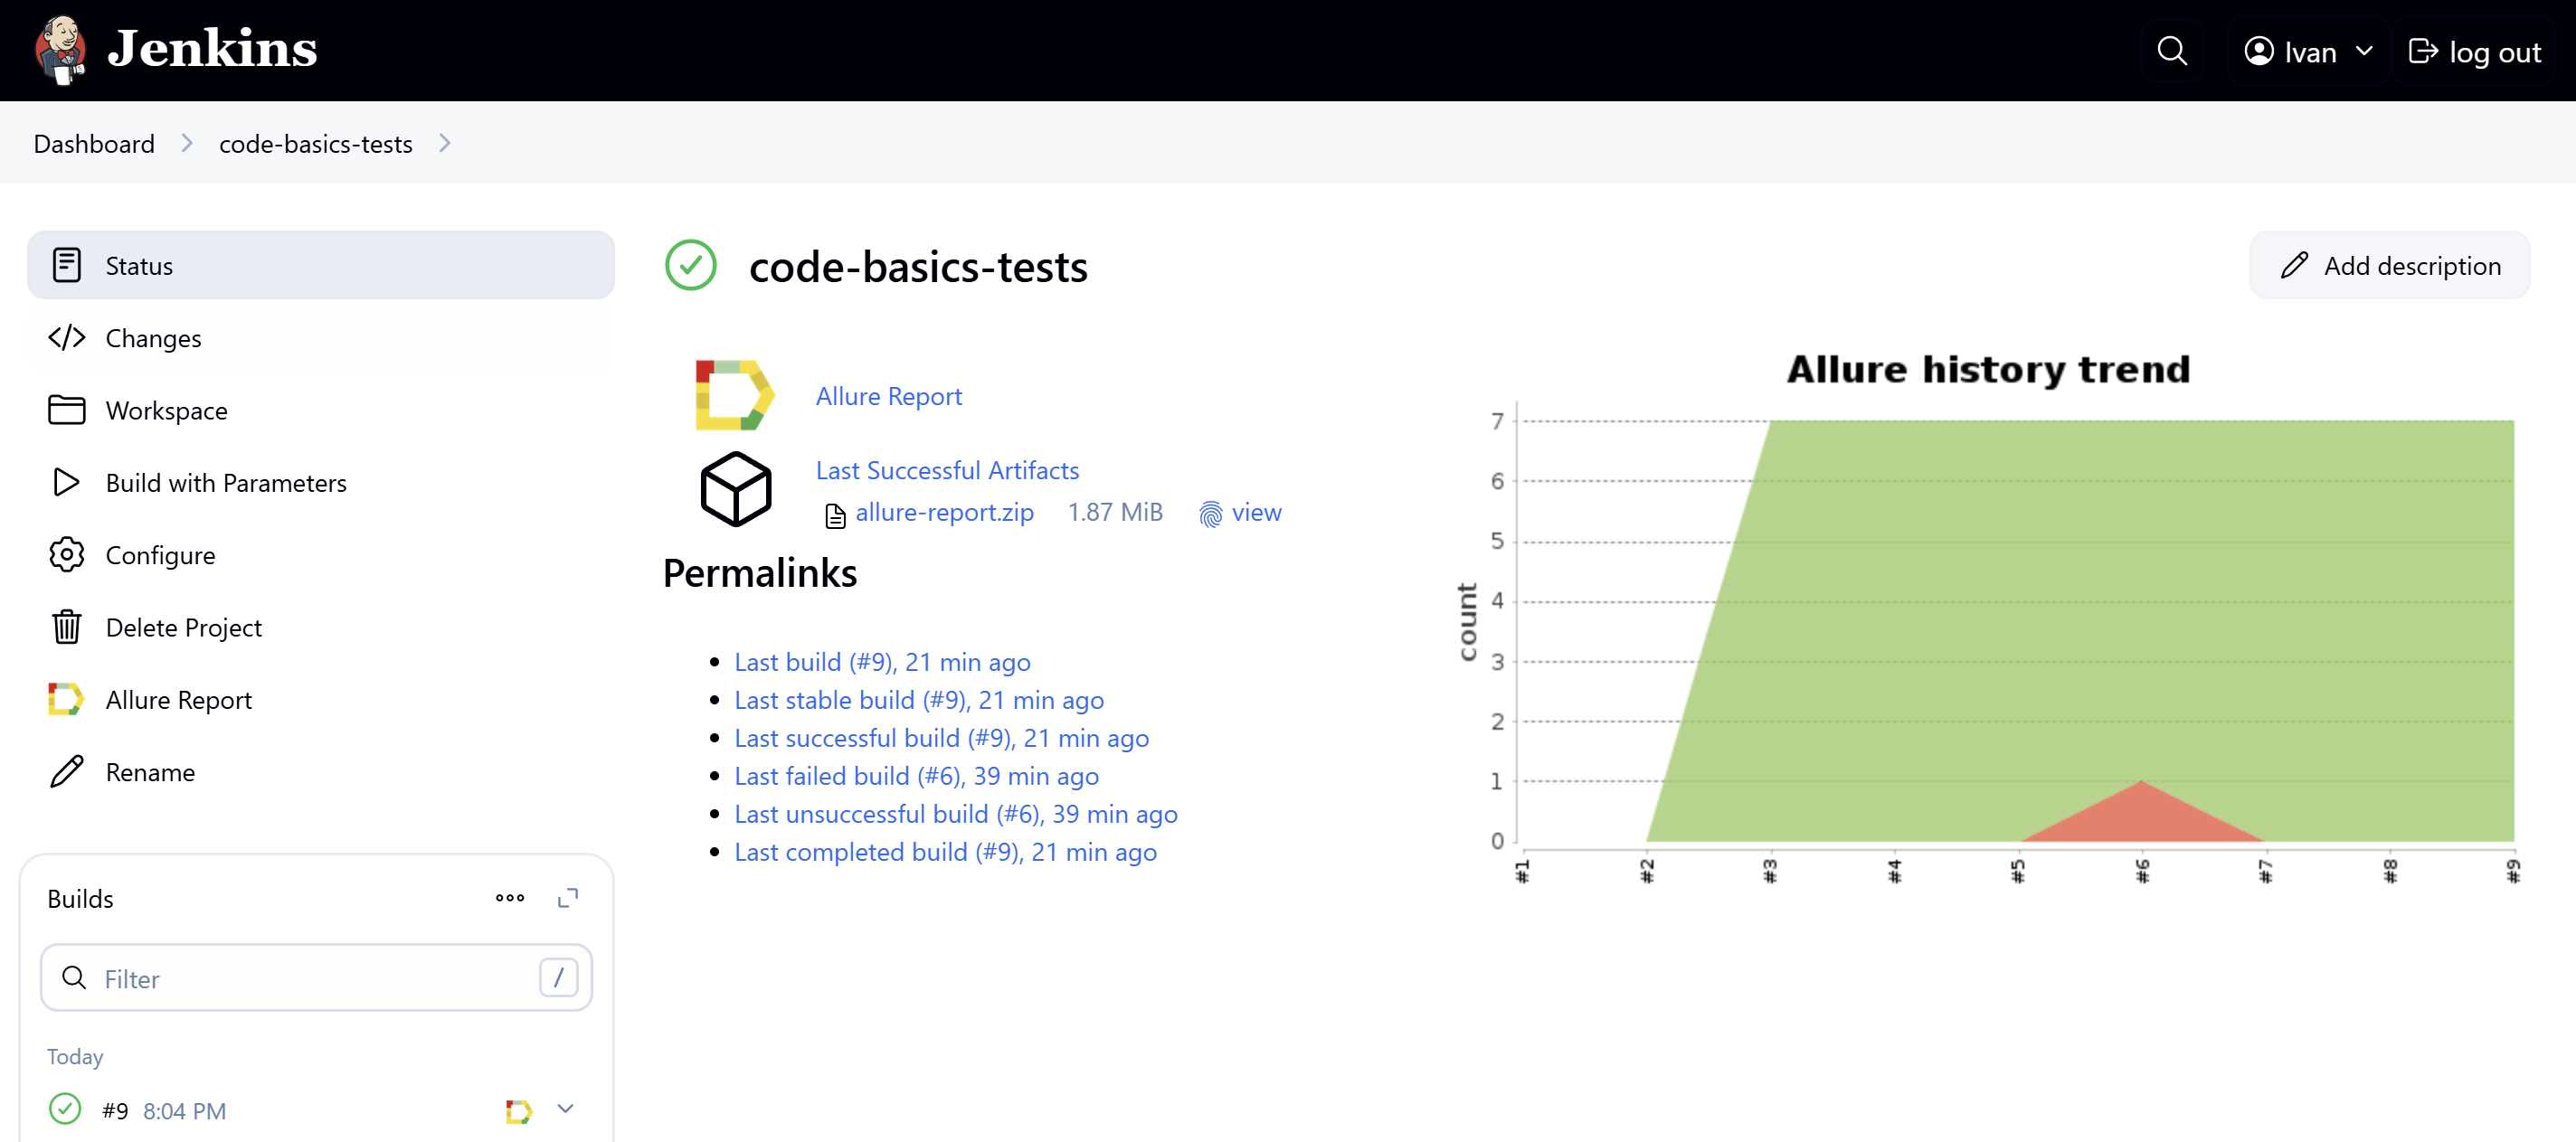 Jenkins
Ivan
log out
Dashboard
code-basics-tests
Status
Changes
Workspace
Build with Parameters
Configure
Delete Project
Allure Report
Rename
Builds
Filter
/
Today
#9 8:04 PM
code-basics-tests
Add description
Allure Report
Last Successful Artifacts
allure-report.zip 1.87 MiB view
Permalinks
Last build (#9), 21 min ago
Last stable build (#9), 21 min ago
Last successful build (#9), 21 min ago
Last failed build (#6), 39 min ago
Last unsuccessful build (#6), 39 min ago
Last completed build (#9), 21 min ago
Allure history trend
count
7
6
5
4
3
2
1
0
#1 #2 #3 #4 #5 #6 #7 #8 #9